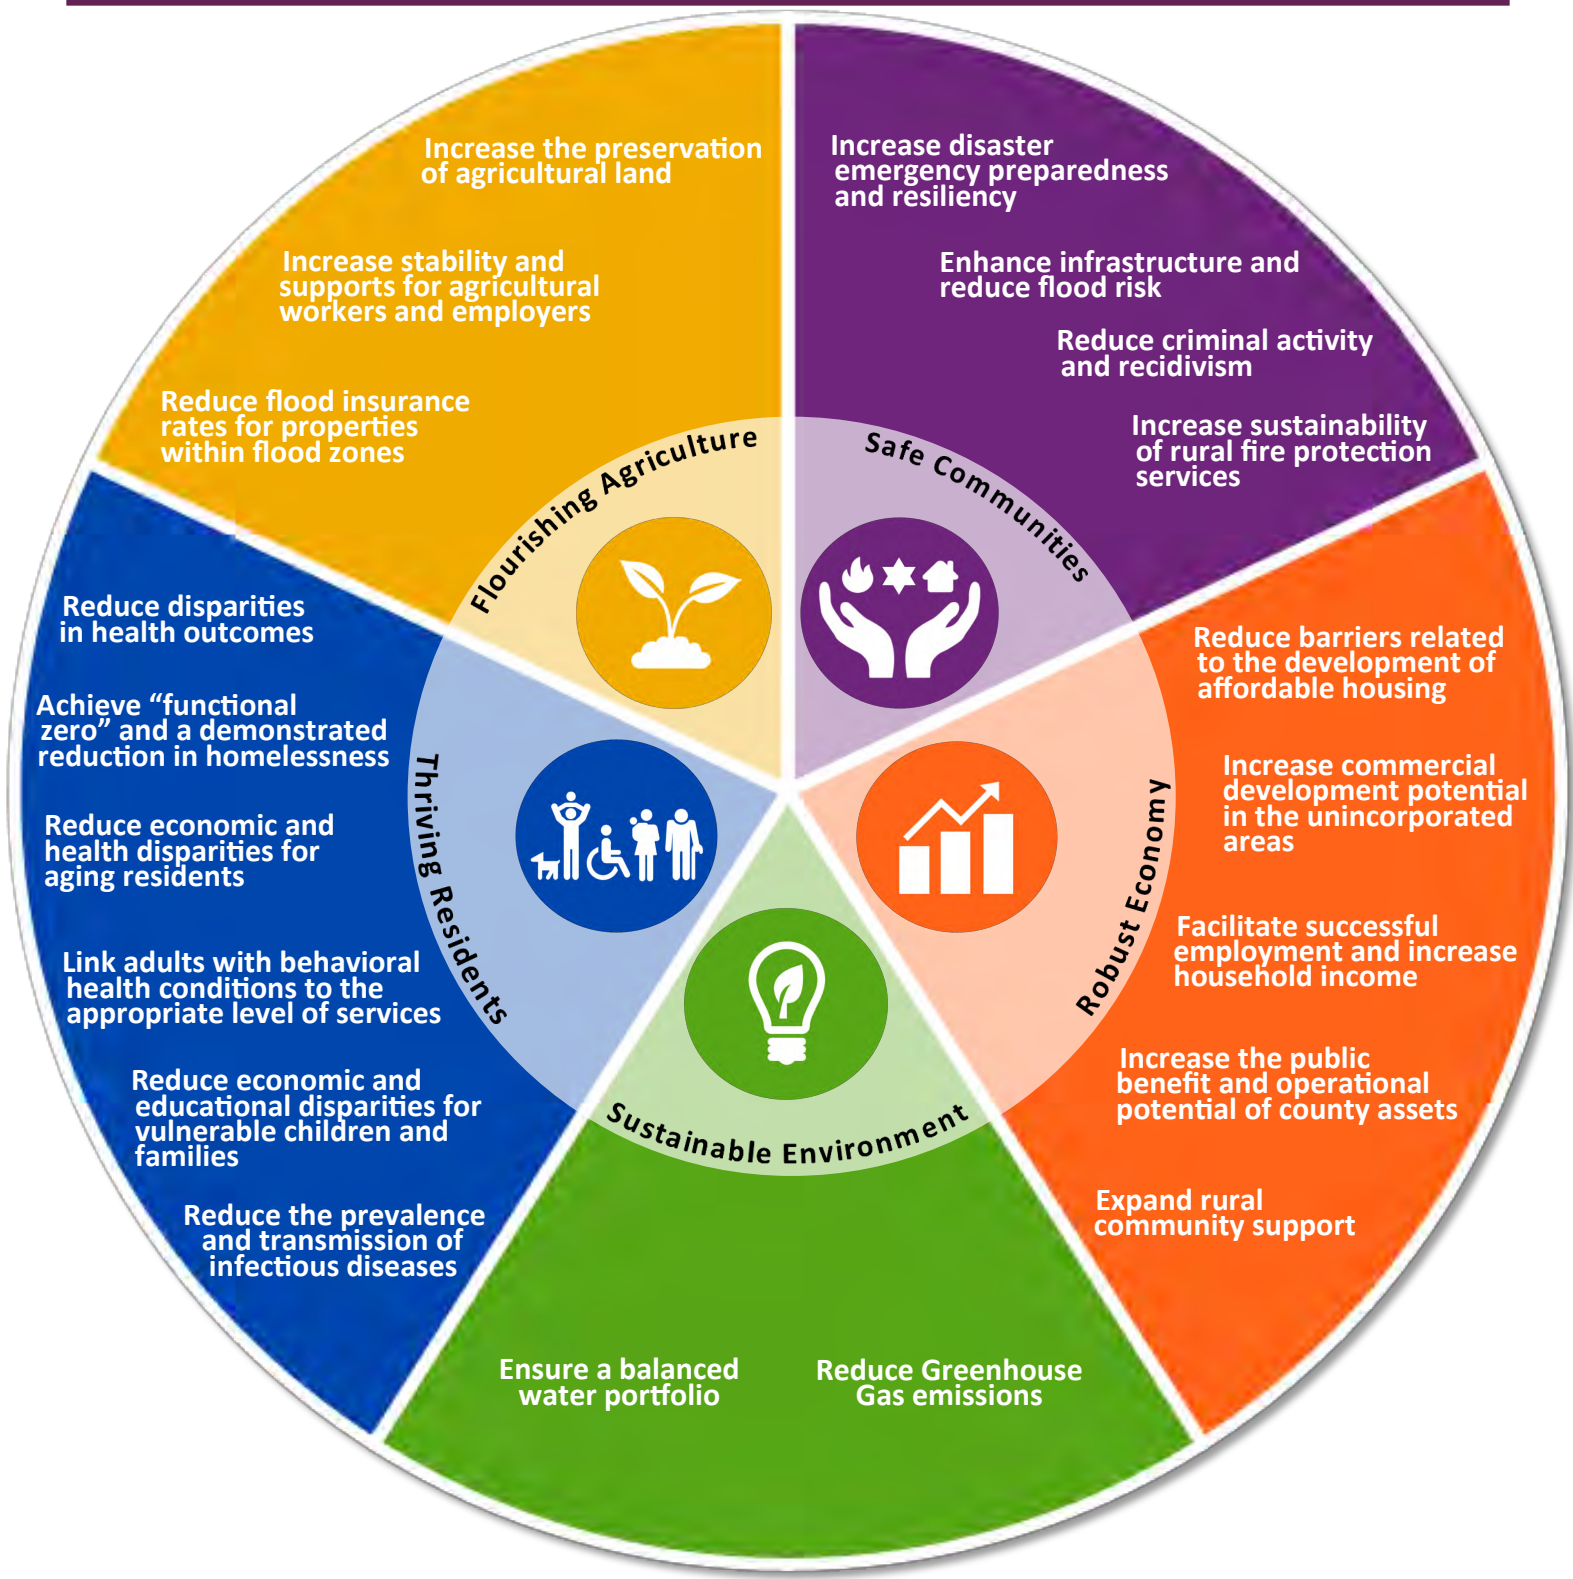 Increase the preservation
of agricultural land
Increase stability and
supports for agricultural
workers and employers
Reduce flood insurance
rates for properties
within flood zones
Flourishing Agriculture
Increase disaster
emergency preparedness
and resiliency
Enhance infrastructure and
reduce flood risk
Reduce criminal activity
and recidivism
Increase sustainability
of rural fire protection
services
Safe Communities
Reduce barriers related
to the development of
affordable housing
Increase commercial
development potential
in the unincorporated
areas
Facilitate successful
employment and increase
household income
Increase the public
benefit and operational
potential of county assets
Expand rural
community support
Robust Economy
Sustainable Environment
Ensure a balanced
water portfolio
Reduce Greenhouse
Gas emissions
Reduce disparities
in health outcomes
Achieve “functional
zero” and a demonstrated
reduction in homelessness
Reduce economic and
health disparities for
aging residents
Link adults with behavioral
health conditions to the
appropriate level of services
Reduce economic and
educational disparities for
vulnerable children and
families
Reduce the prevalence
and transmission of
infectious diseases
Thriving Residents